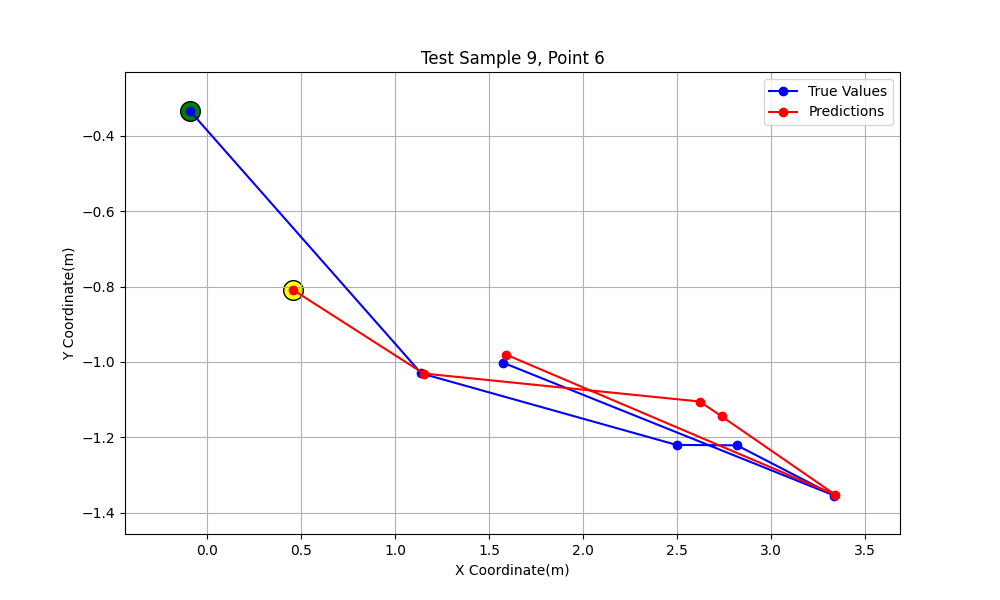 Test Sample 9, Point 6
True Values
Predictions
Y Coordinate(m)
−0.4
−0.6
−0.8
−1.0
−1.2
−1.4
0.0 0.5 1.0 1.5 2.0 2.5 3.0 3.5
X Coordinate(m)